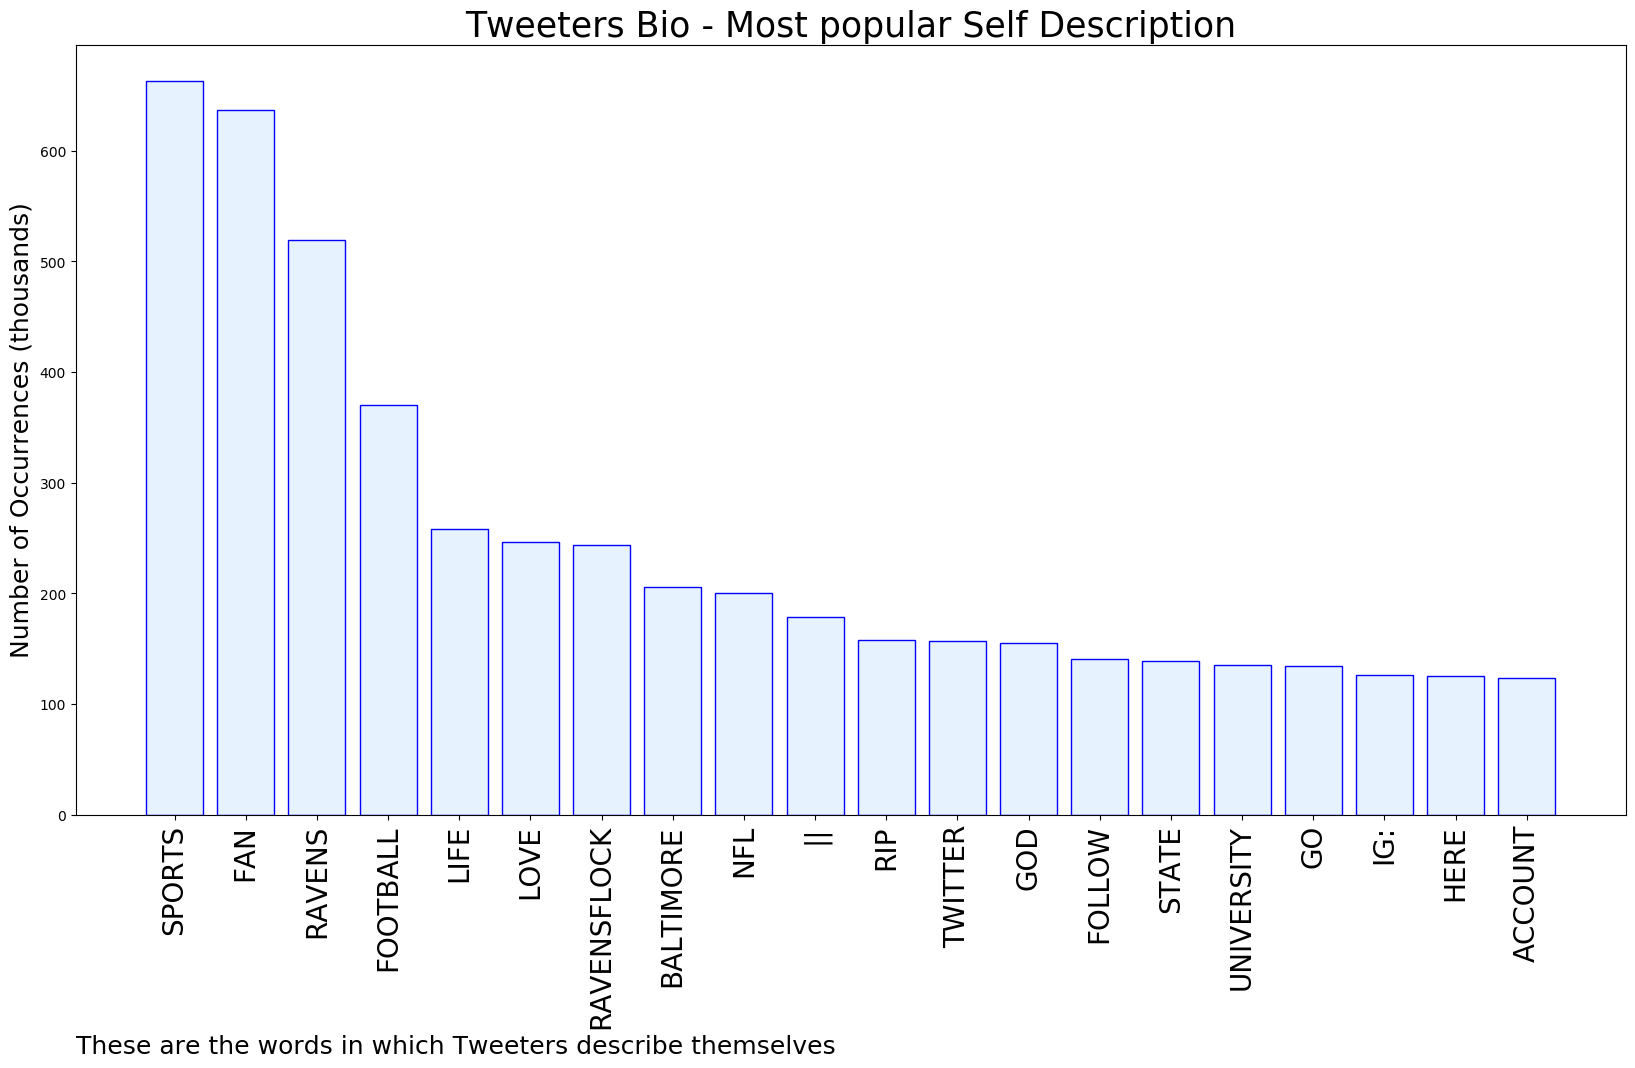 Tweeters Bio - Most popular Self Description
Number of Occurrences (thousands)
600
500
400
300
200
100
0
SPORTS
FAN
RAVENS
FOOTBALL
LIFE
LOVE
RAVENSFLOCK
BALTIMORE
NFL
||
RIP
TWITTER
GOD
FOLLOW
STATE
UNIVERSITY
GO
IG:
HERE
ACCOUNT
These are the words in which Tweeters describe themselves